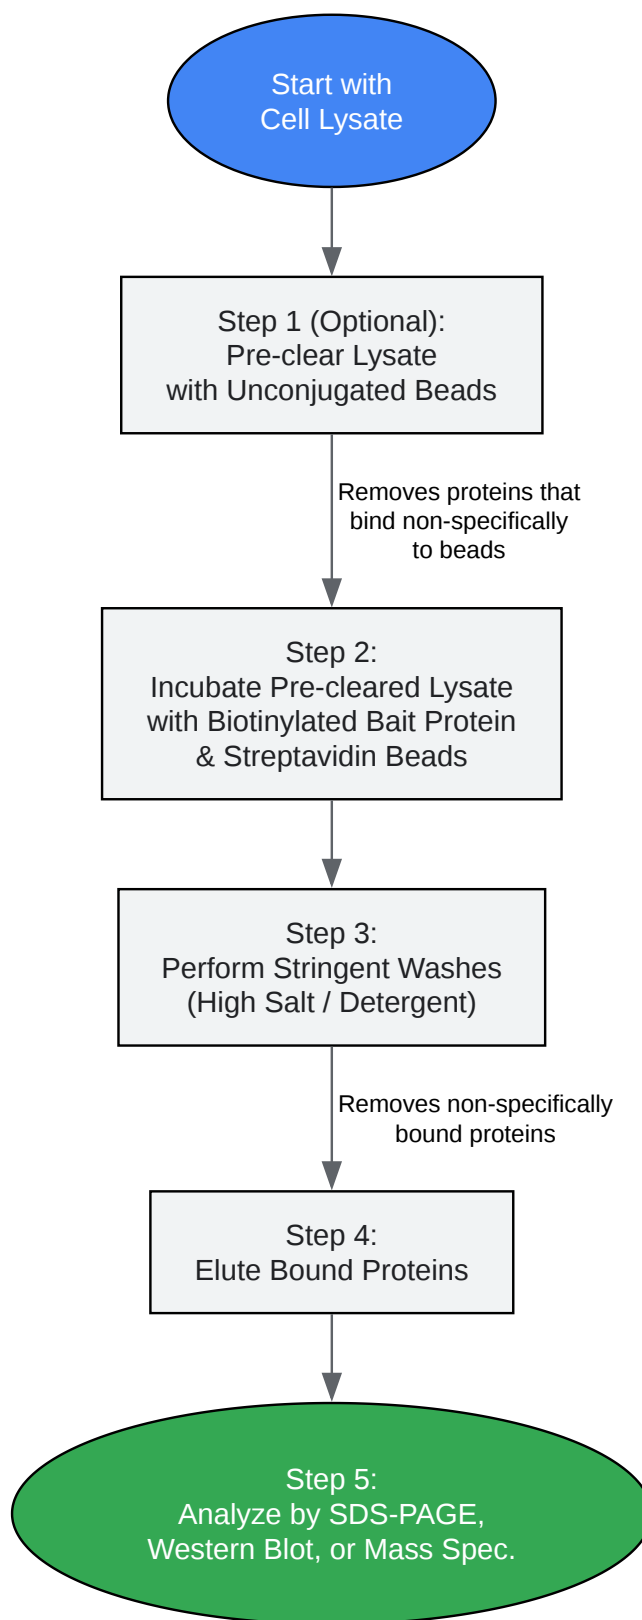 Start with
Cell Lysate
Step 1 (Optional):
Pre-clear Lysate
with Unconjugated Beads
Removes proteins that
bind non-specifically
to beads
Step 2:
Incubate Pre-cleared Lysate
with Biotinylated Bait Protein
& Streptavidin Beads
Step 3:
Perform Stringent Washes
(High Salt / Detergent)
Removes non-specifically
bound proteins
Step 4:
Elute Bound Proteins
Step 5:
Analyze by SDS-PAGE,
Western Blot, or Mass Spec.